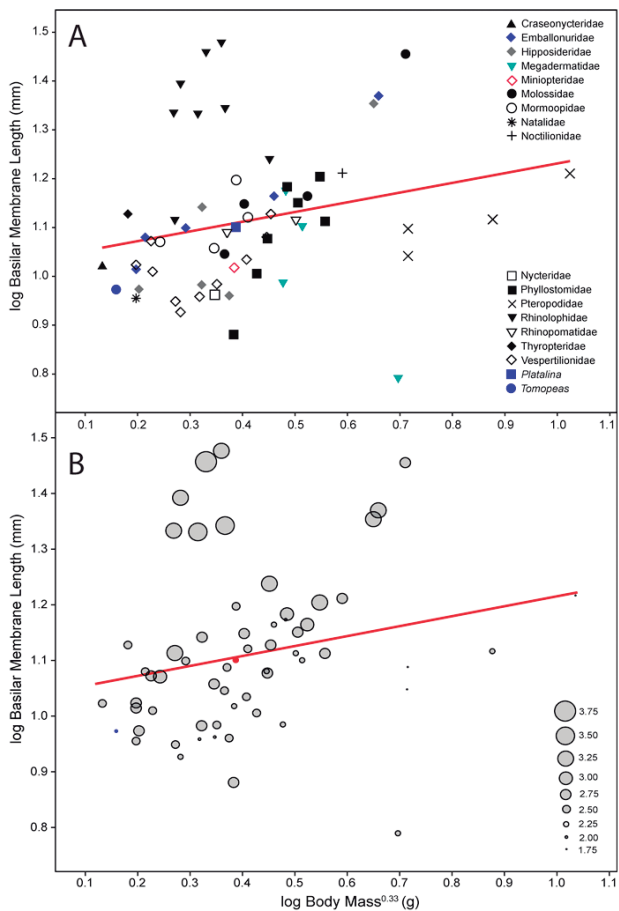 A
log Basilar Membrane Length (mm)
1.5
1.4
1.3
1.2
1.1
1.0
0.9
0.8
Craseonycteridae
Emballonuridae
Hipposideridae
Megadermatidae
Miniopteridae
Molossidae
Mormoopidae
Natalidae
Noctilionidae
Nycteridae
Phyllostomidae
Pteropodidae
Rhinolophidae
Rhinopomatidae
Thyropteridae
Vespertilionidae
Platalina
Tomopeas
0.1 0.2 0.3 0.4 0.5 0.6 0.7 0.8 0.9 1.0 1.1
B
log Basilar Membrane Length (mm)
1.5
1.4
1.3
1.2
1.1
1.0
0.9
0.8
3.75
3.50
3.25
3.00
2.75
2.50
2.25
2.00
1.75
0.1 0.2 0.3 0.4 0.5 0.6 0.7 0.8 0.9 1.0 1.1
log Body Mass^0.33 (g)